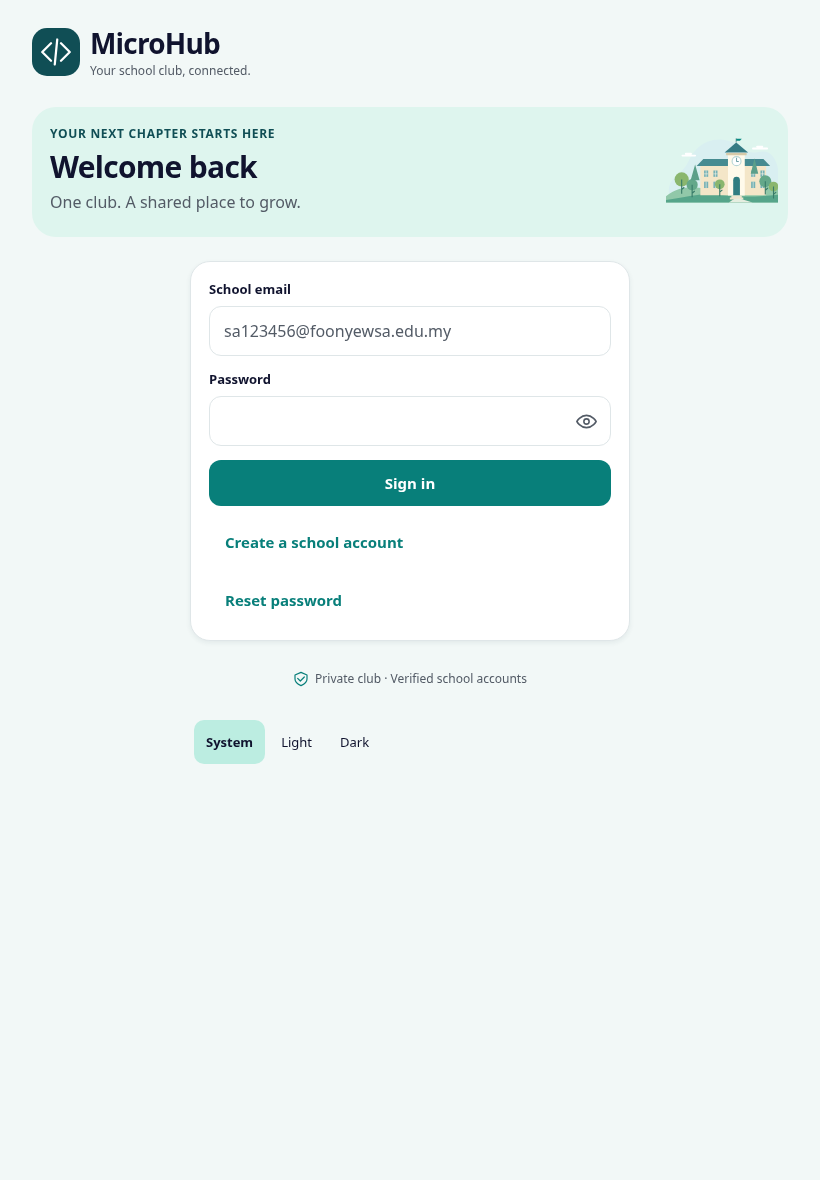 MicroHub
Your school club, connected.
YOUR NEXT CHAPTER STARTS HERE
Welcome back
One club. A shared place to grow.
School email
sa123456@foonyewsa.edu.my
Password
Sign in
Create a school account
Reset password
Private club · Verified school accounts
System Light Dark